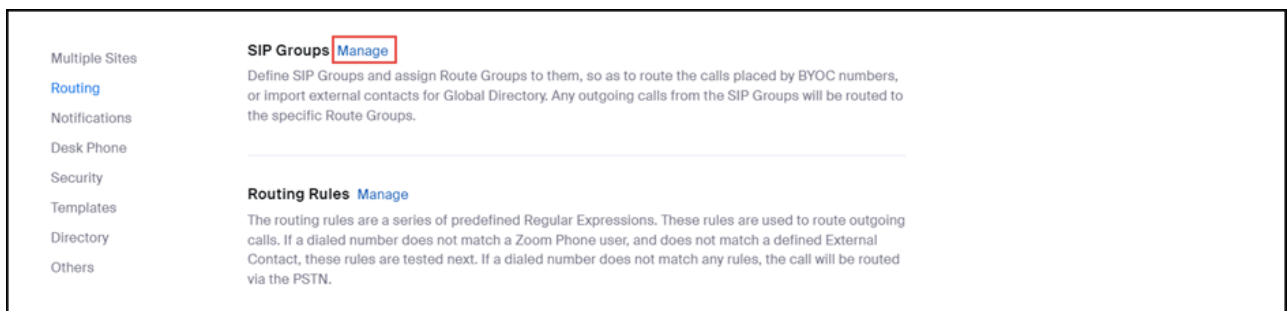 Multiple Sites
Routing
Notifications
Desk Phone
Security
Templates
Directory
Others
SIP Groups Manage
Define SIP Groups and assign Route Groups to them, so as to route the calls placed by BYOC numbers,
or import external contacts for Global Directory. Any outgoing calls from the SIP Groups will be routed to
the specific Route Groups.
Routing Rules Manage
The routing rules are a series of predefined Regular Expressions. These rules are used to route outgoing
calls. If a dialed number does not match a Zoom Phone user, and does not match a defined External
Contact, these rules are tested next. If a dialed number does not match any rules, the call will be routed
via the PSTN.